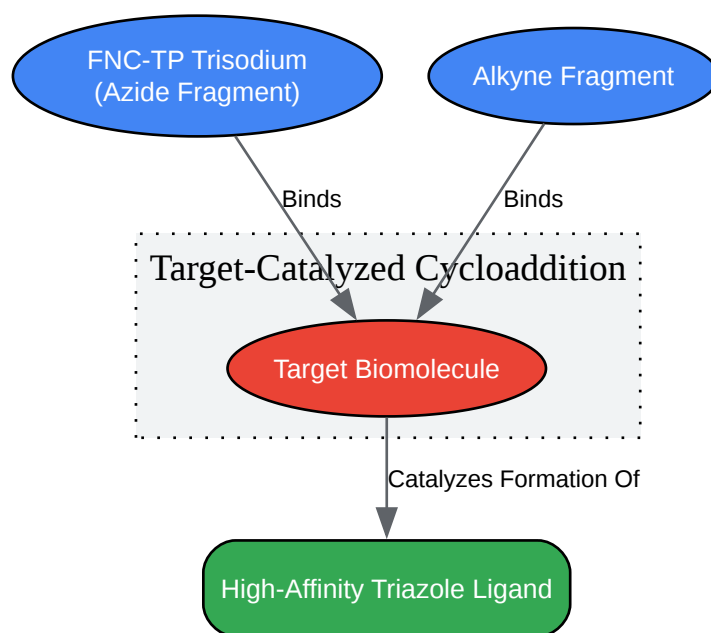 FNC-TP Trisodium
(Azide Fragment)
Alkyne Fragment
Binds
Binds
Target-Catalyzed Cycloaddition
Target Biomolecule
Catalyzes Formation Of
High-Affinity Triazole Ligand